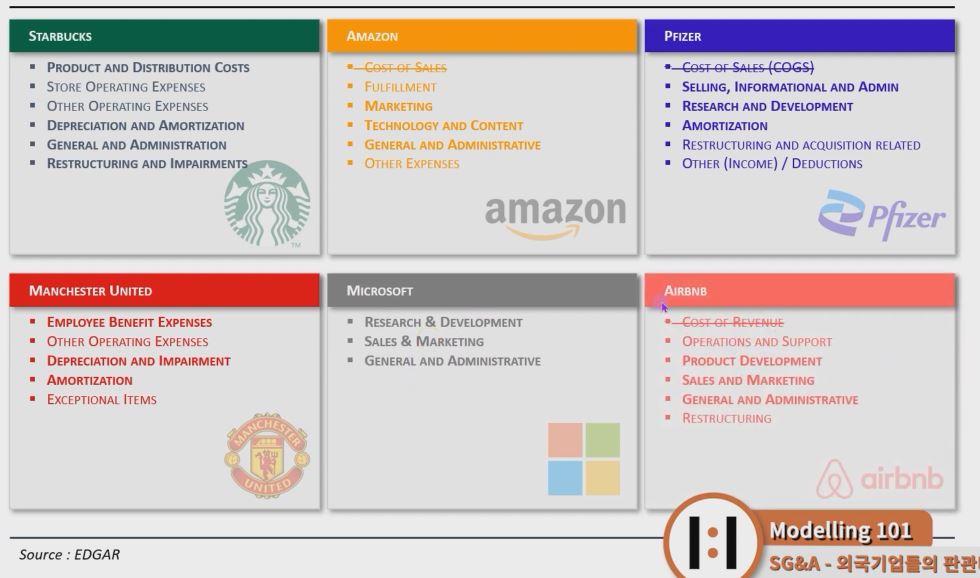 STARBUCKS
PRODUCT AND DISTRIBUTION COSTS
STORE OPERATING EXPENSES
OTHER OPERATING EXPENSES
DEPRECIATION AND AMORTIZATION
GENERAL AND ADMINISTRATION
RESTRUCTURING AND IMPAIRMENTS
TM
AMAZON
COST OF SALES
FULFILLMENT
MARKETING
TECHNOLOGY AND CONTENT
GENERAL AND ADMINISTRATIVE
OTHER EXPENSES
amazon
PFIZER
COST OF SALES (COGS)
SELLING, INFORMATIONAL AND ADMIN
RESEARCH AND DEVELOPMENT
AMORTIZATION
RESTRUCTURING AND ACQUISITION RELATED
OTHER (INCOME) / DEDUCTIONS
Pfizer
MANCHESTER UNITED
EMPLOYEE BENEFIT EXPENSES
OTHER OPERATING EXPENSES
DEPRECIATION AND IMPAIRMENT
AMORTIZATION
EXCEPTIONAL ITEMS
MANCHESTER
UNITED
MICROSOFT
RESEARCH & DEVELOPMENT
SALES & MARKETING
GENERAL AND ADMINISTRATIVE
AIRBNB
COST OF REVENUE
OPERATIONS AND SUPPORT
PRODUCT DEVELOPMENT
SALES AND MARKETING
GENERAL AND ADMINISTRATIVE
RESTRUCTURING
airbnb
Source : EDGAR
Modelling 101
SG&A - 외국기업들의 판관